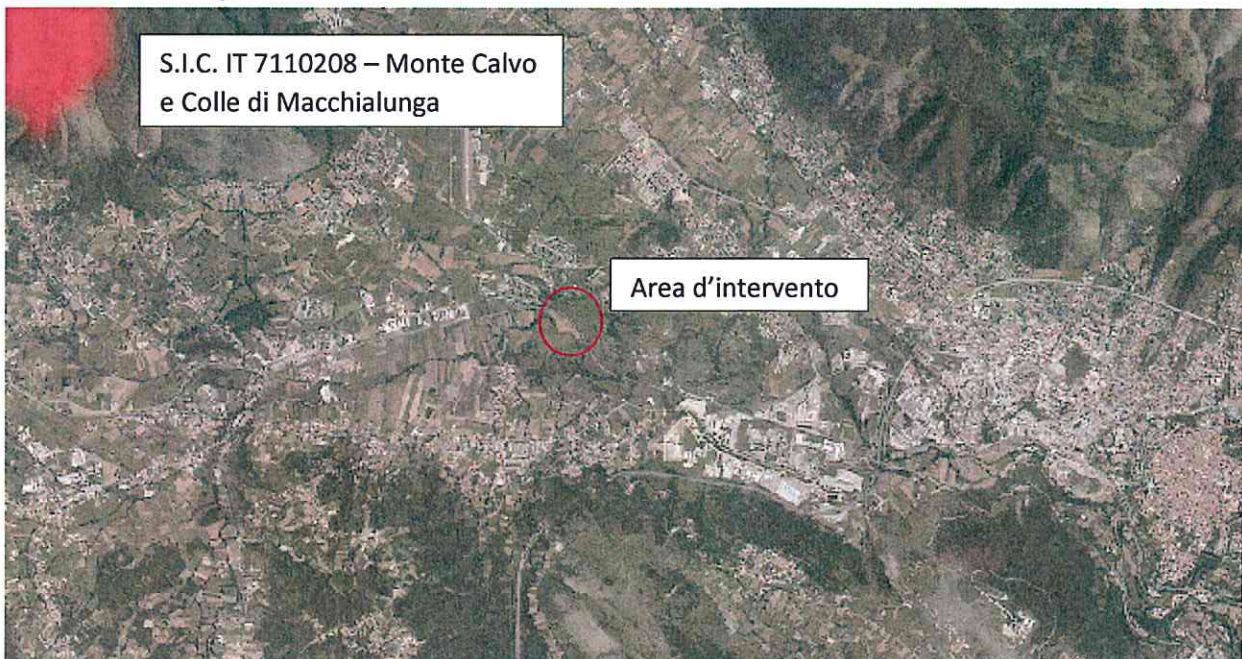 S.I.C. IT 7110208 – Monte Calvo
e Colle di Macchialunga
Area d'intervento